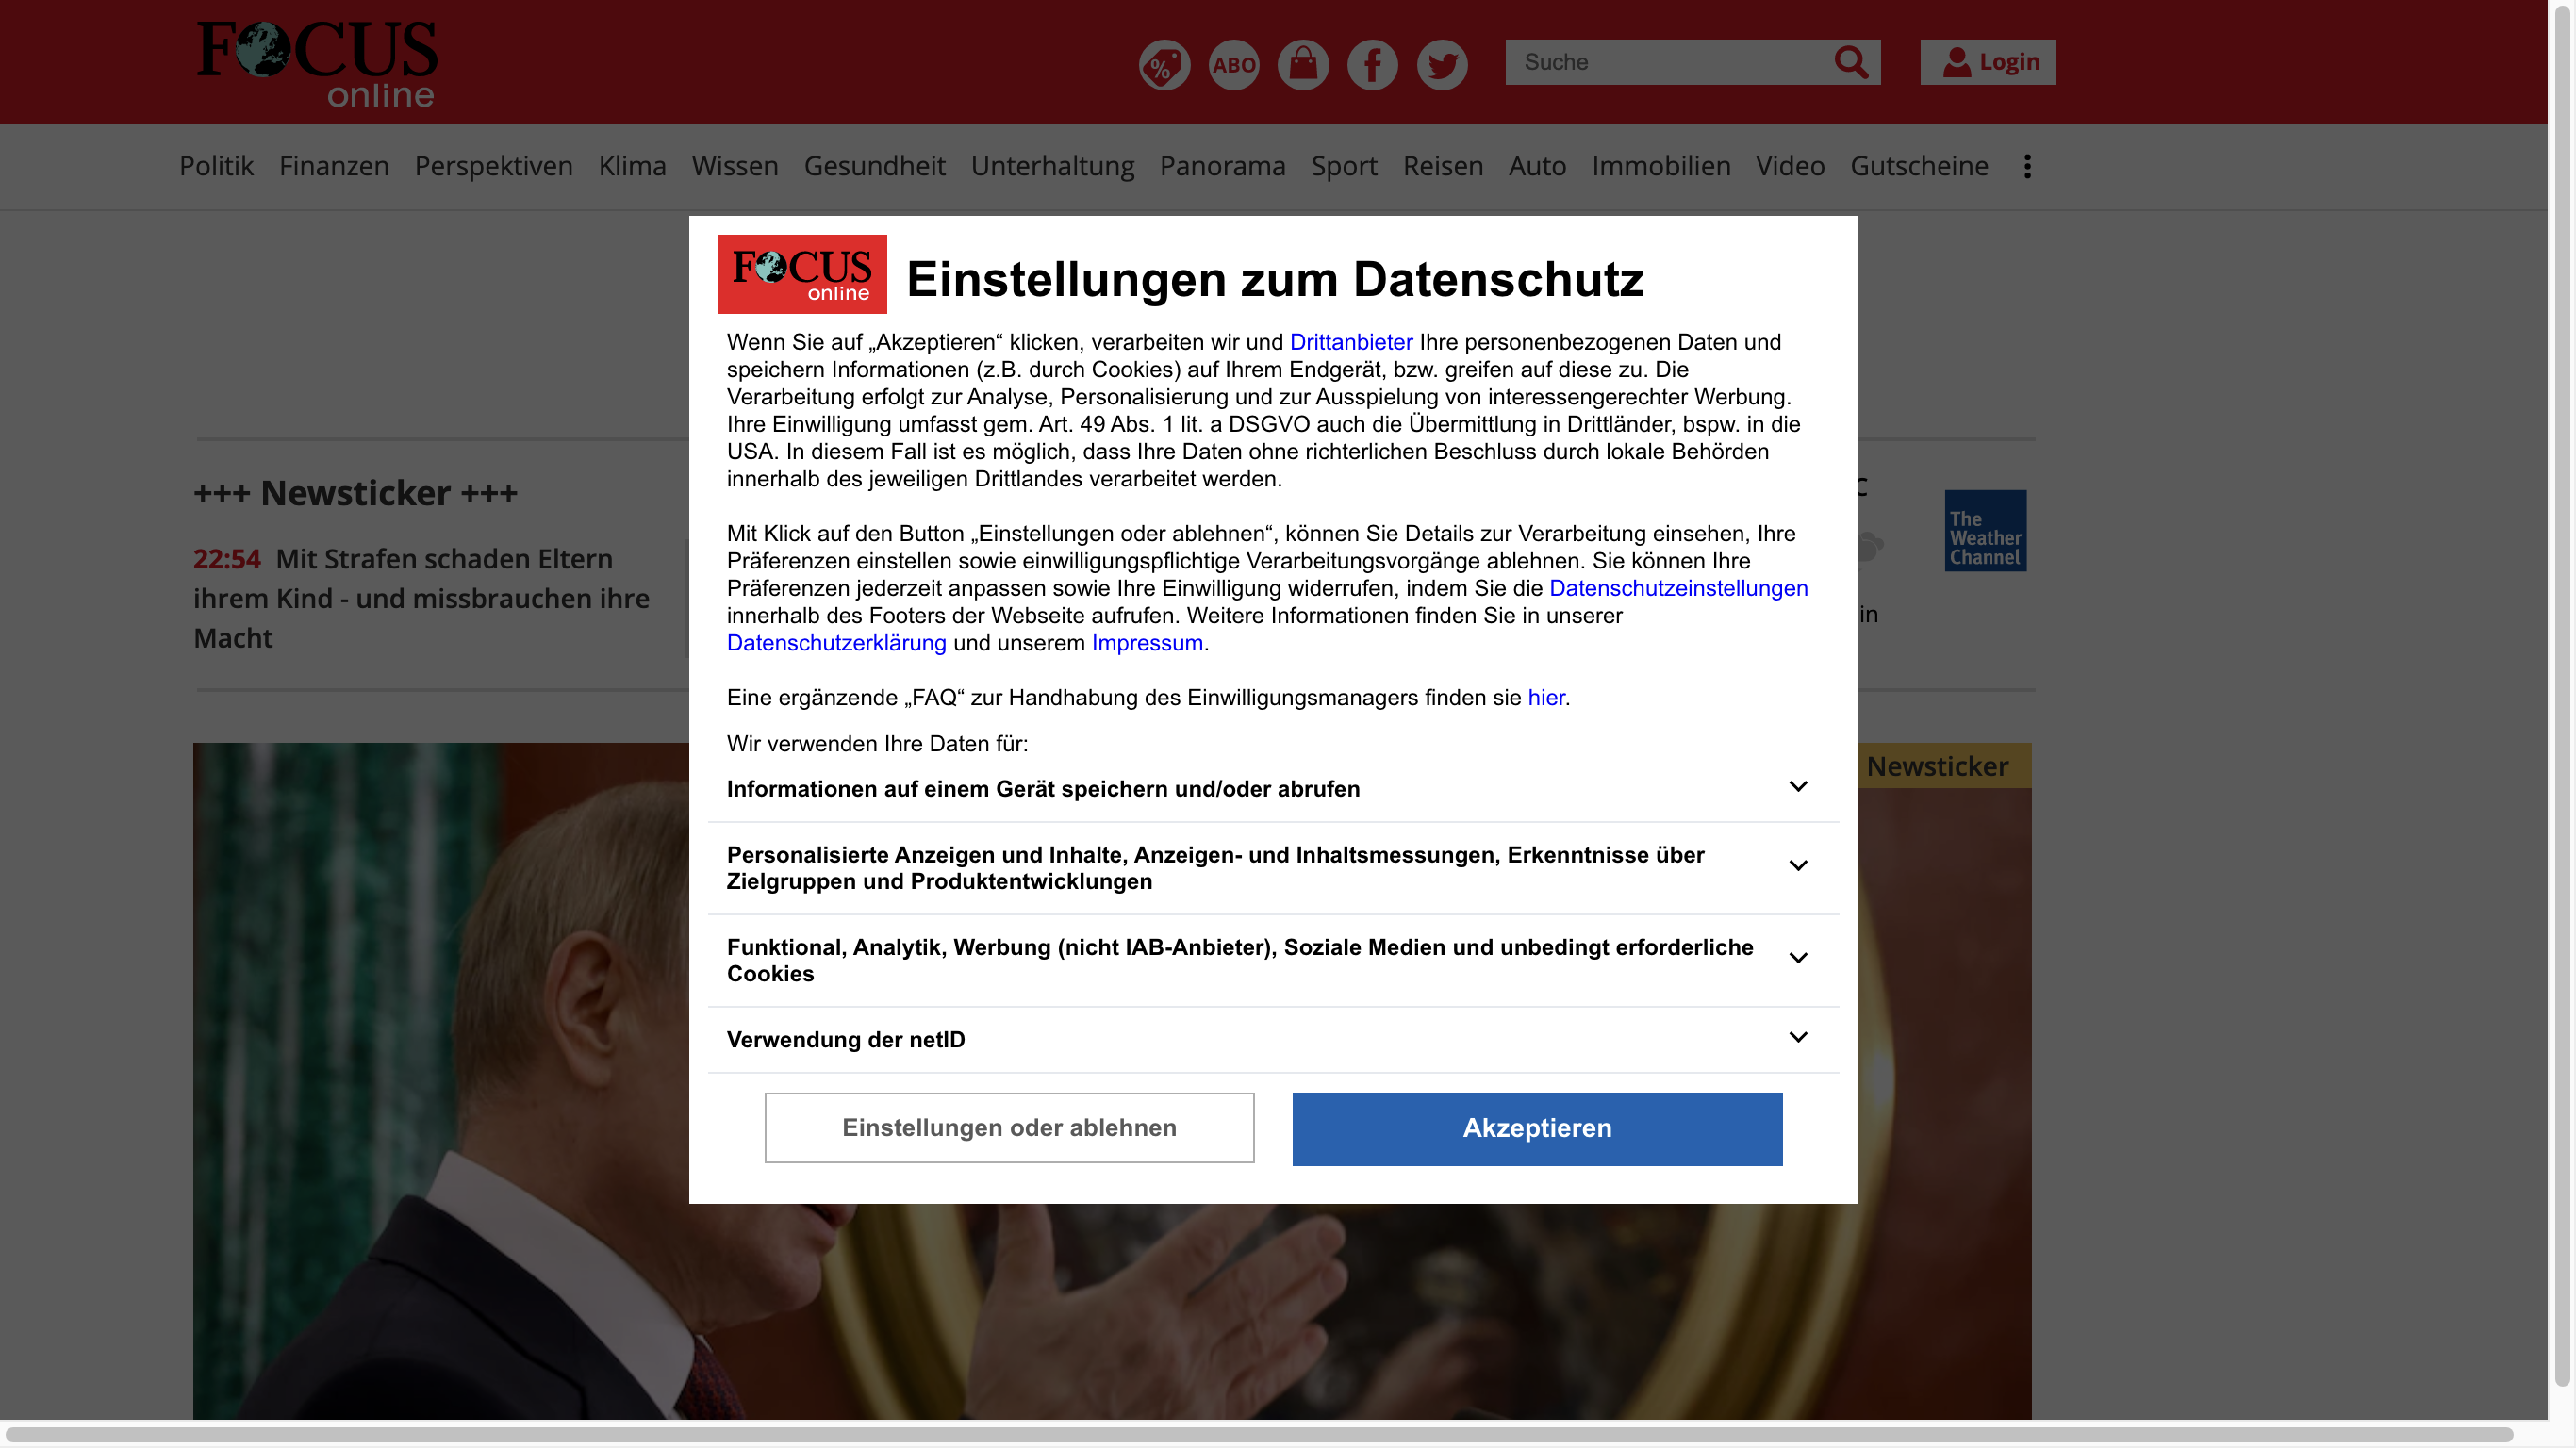 FOCUS
online
%
ABO
Suche
Login
Politik Finanzen Perspektiven Klima Wissen Gesundheit Unterhaltung Panorama Sport Reisen Auto Immobilien Video Gutscheine
FOCUS
online
Einstellungen zum Datenschutz
Wenn Sie auf „Akzeptieren“ klicken, verarbeiten wir und Drittanbieter Ihre personenbezogenen Daten und
speichern Informationen (z.B. durch Cookies) auf Ihrem Endgerät, bzw. greifen auf diese zu. Die
Verarbeitung erfolgt zur Analyse, Personalisierung und zur Ausspielung von interessengerechter Werbung.
Ihre Einwilligung umfasst gem. Art. 49 Abs. 1 lit. a DSGVO auch die Übermittlung in Drittländer, bspw. in die
USA. In diesem Fall ist es möglich, dass Ihre Daten ohne richterlichen Beschluss durch lokale Behörden
innerhalb des jeweiligen Drittlandes verarbeitet werden.
Mit Klick auf den Button „Einstellungen oder ablehnen“, können Sie Details zur Verarbeitung einsehen, Ihre
Präferenzen einstellen sowie einwilligungspflichtige Verarbeitungsvorgänge ablehnen. Sie können Ihre
Präferenzen jederzeit anpassen sowie Ihre Einwilligung widerrufen, indem Sie die Datenschutzeinstellungen
innerhalb des Footers der Webseite aufrufen. Weitere Informationen finden Sie in unserer
Datenschutzerklärung und unserem Impressum.
Eine ergänzende „FAQ“ zur Handhabung des Einwilligungsmanagers finden sie hier.
Wir verwenden Ihre Daten für:
Informationen auf einem Gerät speichern und/oder abrufen
Personalisierte Anzeigen und Inhalte, Anzeigen- und Inhaltsmessungen, Erkenntnisse über
Zielgruppen und Produktentwicklungen
Funktional, Analytik, Werbung (nicht IAB-Anbieter), Soziale Medien und unbedingt erforderliche
Cookies
Verwendung der netID
Einstellungen oder ablehnen
Akzeptieren
+++ Newsticker +++
22:54 Mit Strafen schaden Eltern
ihrem Kind - und missbrauchen ihre
Macht
C
in
The
Weather
Channel
Newsticker